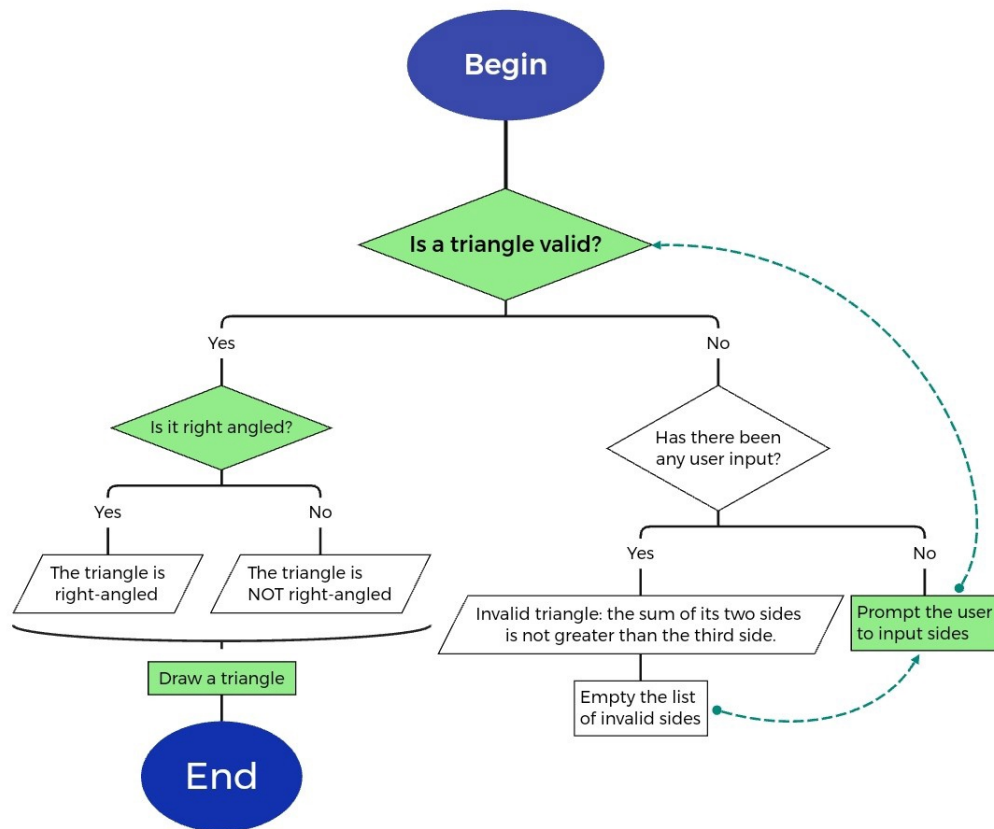 Begin
Is a triangle valid?
Yes
No
Is it right angled?
Has there been
any user input?
Yes
No
Yes
No
The triangle is
right-angled
The triangle is
NOT right-angled
Invalid triangle: the sum of its two sides
is not greater than the third side.
Prompt the user
to input sides
Draw a triangle
Empty the list
of invalid sides
End